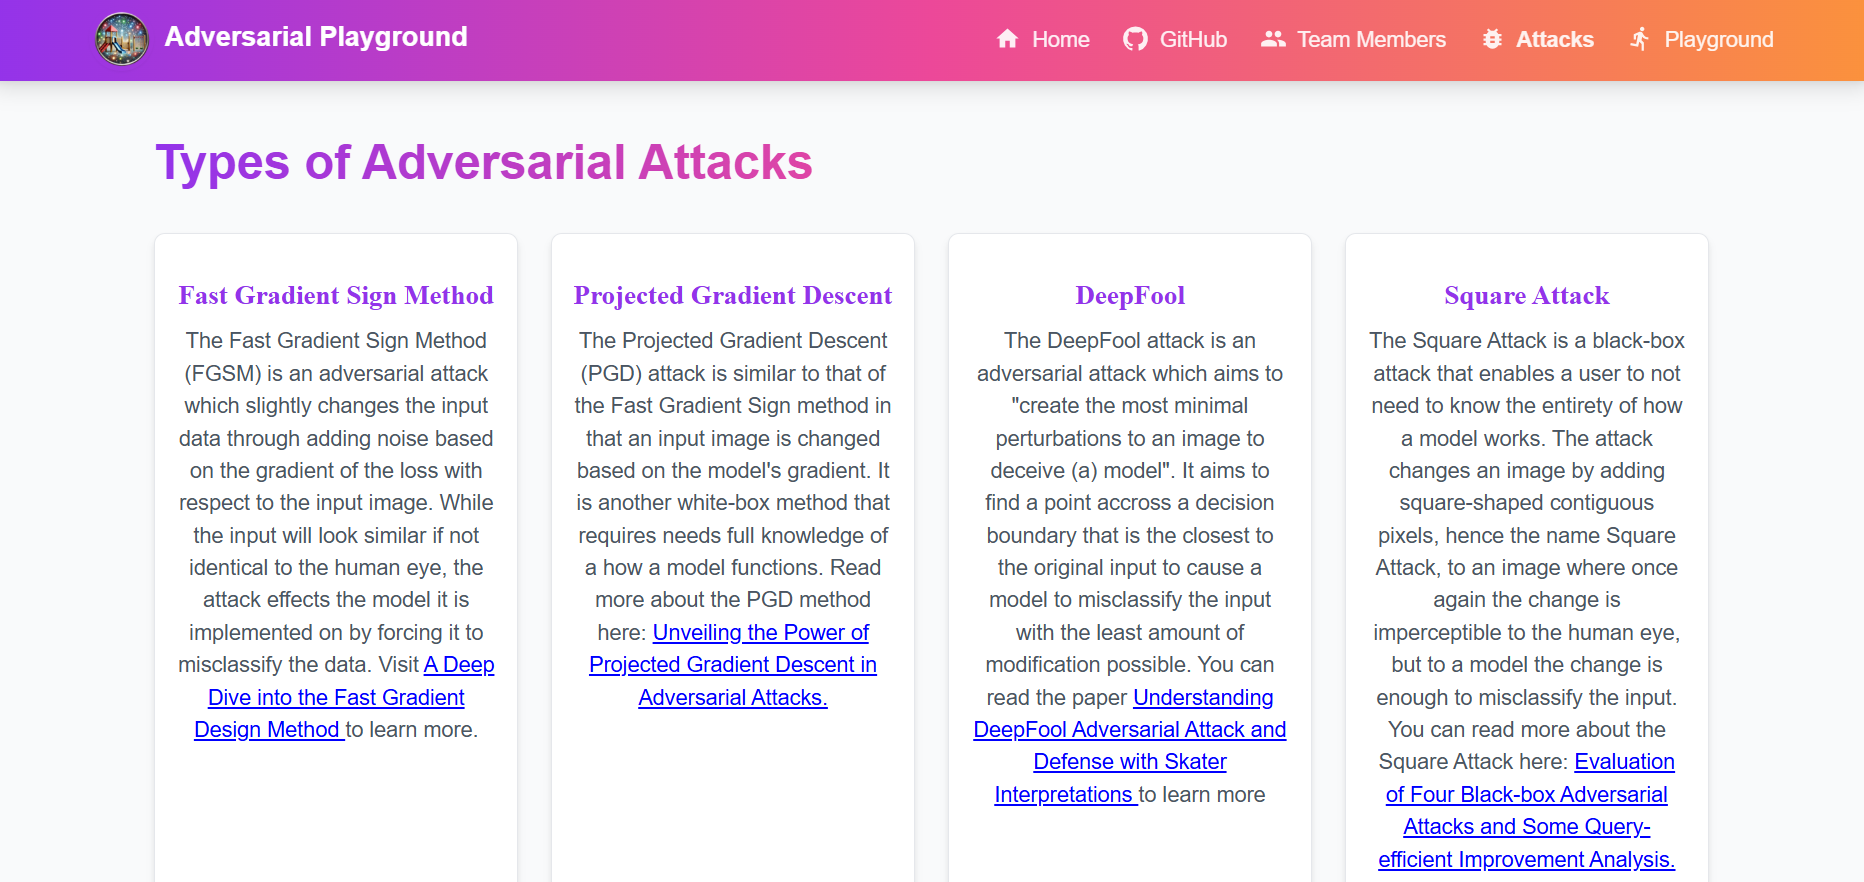 Adversarial Playground
Home
GitHub
Team Members
Attacks
Playground
Types of Adversarial Attacks
Fast Gradient Sign Method
The Fast Gradient Sign Method
(FGSM) is an adversarial attack
which slightly changes the input
data through adding noise based
on the gradient of the loss with
respect to the input image. While
the input will look similar if not
identical to the human eye, the
attack effects the model it is
implemented on by forcing it to
misclassify the data. Visit A Deep
Dive into the Fast Gradient
Design Method to learn more.
Projected Gradient Descent
The Projected Gradient Descent
(PGD) attack is similar to that of
the Fast Gradient Sign method in
that an input image is changed
based on the model's gradient. It
is another white-box method that
requires needs full knowledge of
a how a model functions. Read
more about the PGD method
here: Unveiling the Power of
Projected Gradient Descent in
Adversarial Attacks.
DeepFool
The DeepFool attack is an
adversarial attack which aims to
"create the most minimal
perturbations to an image to
deceive (a) model". It aims to
find a point accross a decision
boundary that is the closest to
the original input to cause a
model to misclassify the input
with the least amount of
modification possible. You can
read the paper Understanding
DeepFool Adversarial Attack and
Defense with Skater
Interpretations to learn more
Square Attack
The Square Attack is a black-box
attack that enables a user to not
need to know the entirety of how
a model works. The attack
changes an image by adding
square-shaped contiguous
pixels, hence the name Square
Attack, to an image where once
again the change is
imperceptible to the human eye,
but to a model the change is
enough to misclassify the input.
You can read more about the
Square Attack here: Evaluation
of Four Black-box Adversarial
Attacks and Some Query-
efficient Improvement Analysis.